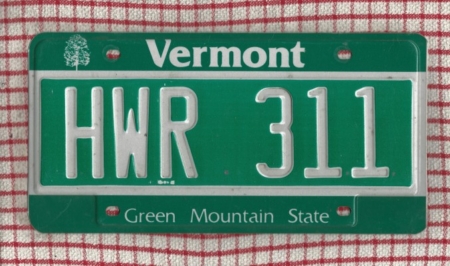 Vermont
HWR 311
Green Mountain State